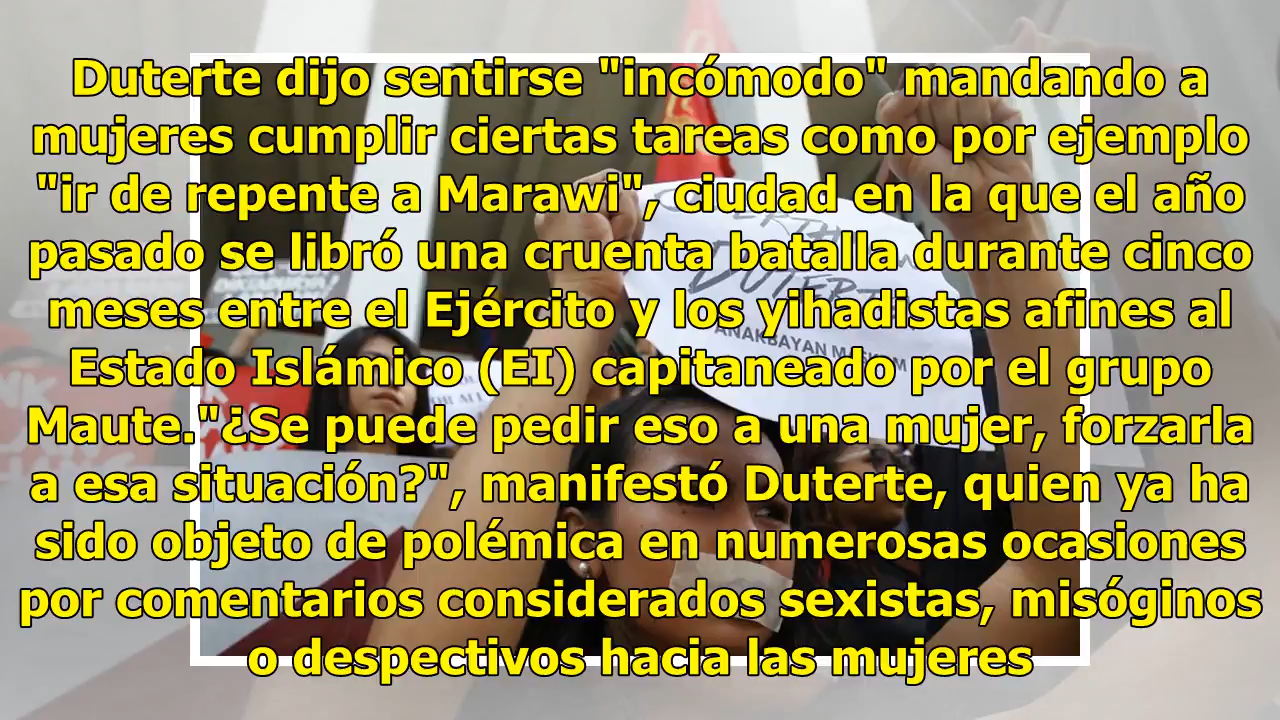 Duterte dijo sentirse "incómodo" mandando a
mujeres cumplir ciertas tareas como por ejemplo
"ir de repente a Marawi", ciudad en la que el año
pasado se libró una cruenta batalla durante cinco
meses entre el Ejército y los yihadistas afines al
Estado Islámico (EI) capitaneado por el grupo
Maute."¿Se puede pedir eso a una mujer, forzarla
a esa situación?", manifestó Duterte, quien ya ha
sido objeto de polémica en numerosas ocasiones
por comentarios considerados sexistas, misóginos
o despectivos hacia las mujeres
DUTERTE
ANAKBAYAN